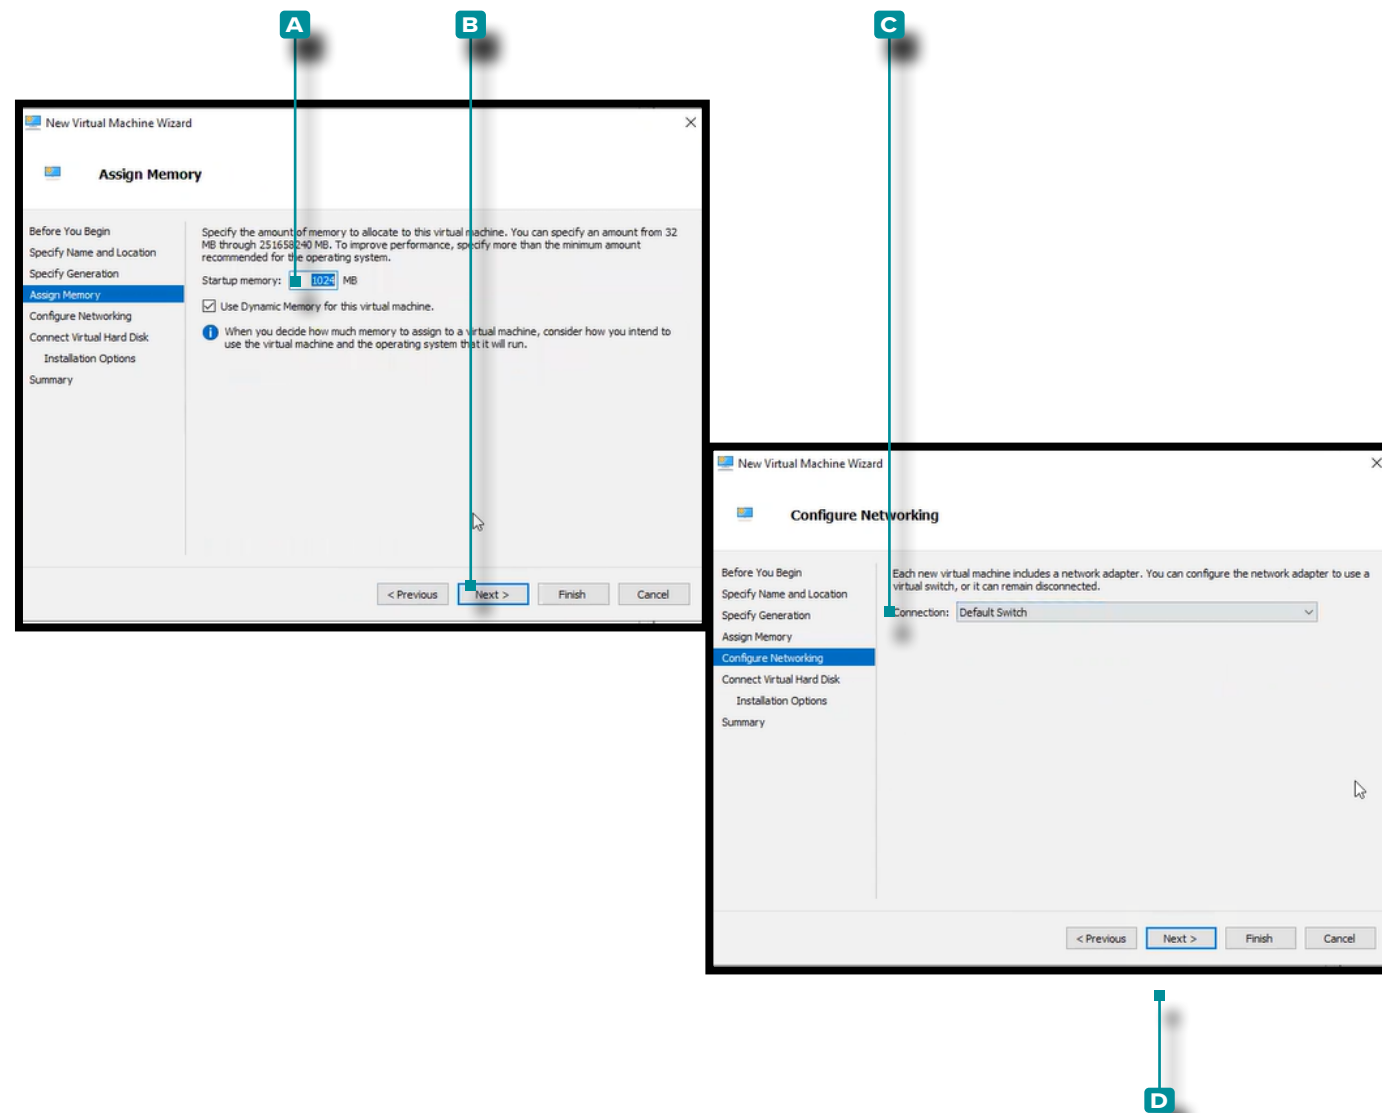 A
B
C
New Virtual Machine Wizard
Assign Memory
Before You Begin
Specify Name and Location
Specify Generation
Assign Memory
Configure Networking
Connect Virtual Hard Disk
Installation Options
Summary
Specify the amount of memory to allocate to this virtual machine. You can specify an amount from 32
MB through 251658240 MB. To improve performance, specify more than the minimum amount
recommended for the operating system.
Startup memory: 1024 MB
Use Dynamic Memory for this virtual machine.
When you decide how much memory to assign to a virtual machine, consider how you intend to
use the virtual machine and the operating system that it will run.
< Previous Next > Finish Cancel
New Virtual Machine Wizard
Configure Networking
Before You Begin
Specify Name and Location
Specify Generation
Assign Memory
Configure Networking
Connect Virtual Hard Disk
Installation Options
Summary
Each new virtual machine includes a network adapter. You can configure the network adapter to use a
virtual switch, or it can remain disconnected.
Connection: Default Switch
< Previous Next > Finish Cancel
D